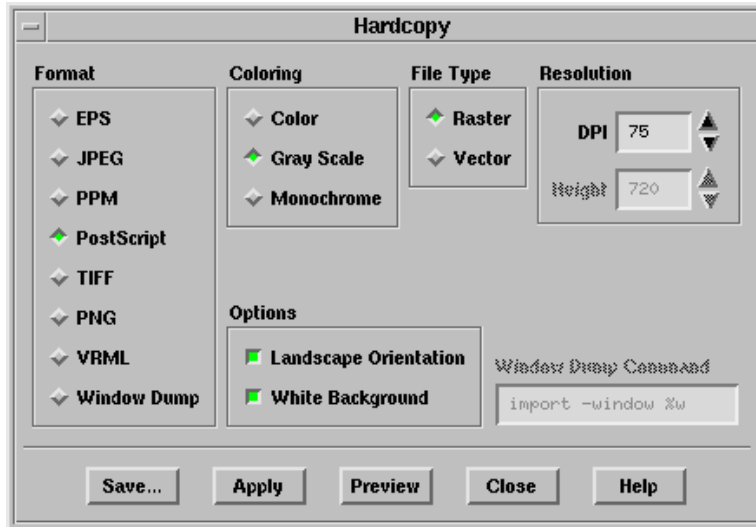 Hardcopy
Format
EPS
JPEG
PPM
PostScript
TIFF
PNG
VRML
Window Dump
Coloring
Color
Gray Scale
Monochrome
File Type
Raster
Vector
Resolution
DPI 75
Height 720
Options
Landscape Orientation
White Background
Window Dump Command
import -window %w
Save... Apply Preview Close Help